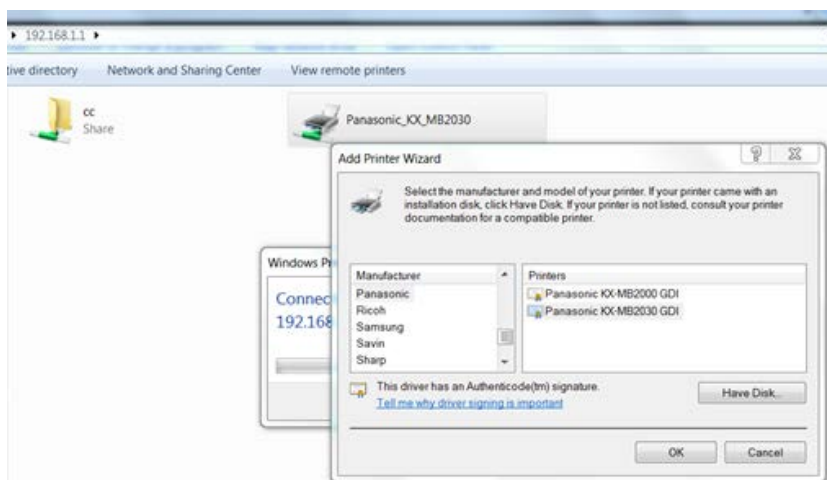 192.168.1.1
tive directory Network and Sharing Center View remote printers
cc
Share
Panasonic_KX_MB2030
Add Printer Wizard
Select the manufacturer and model of your printer. If your printer came with an
installation disk, click Have Disk. If your printer is not listed, consult your printer
documentation for a compatible printer.
Windows Pr
Connec
192.168
Manufacturer
Panasonic
Ricoh
Samsung
Savin
Sharp
Printers
Panasonic KX-MB2000 GDI
Panasonic KX-MB2030 GDI
This driver has an Authenticode(tm) signature.
Tell me why driver signing is important
Have Disk...
OK Cancel